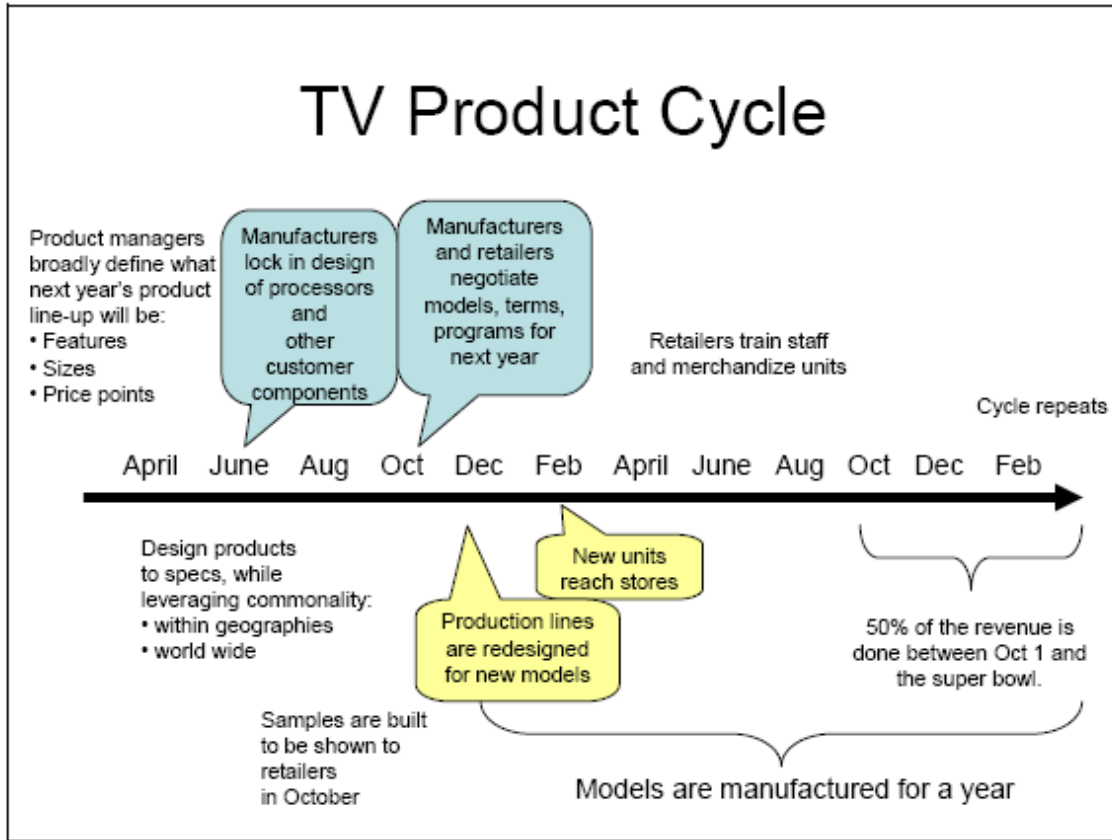 TV Product Cycle
Product managers
broadly define what
next year's product
line-up will be:
• Features
• Sizes
• Price points
Manufacturers
lock in design
of processors
and
other
customer
components
Manufacturers
and retailers
negotiate
models, terms,
programs for
next year
Retailers train staff
and merchandize units
Cycle repeats
April June Aug Oct Dec Feb April June Aug Oct Dec Feb
Design products
to specs, while
leveraging commonality:
• within geographies
• world wide
New units
reach stores
Production lines
are redesigned
for new models
50% of the revenue is
done between Oct 1 and
the super bowl.
Samples are built
to be shown to
retailers
in October
Models are manufactured for a year